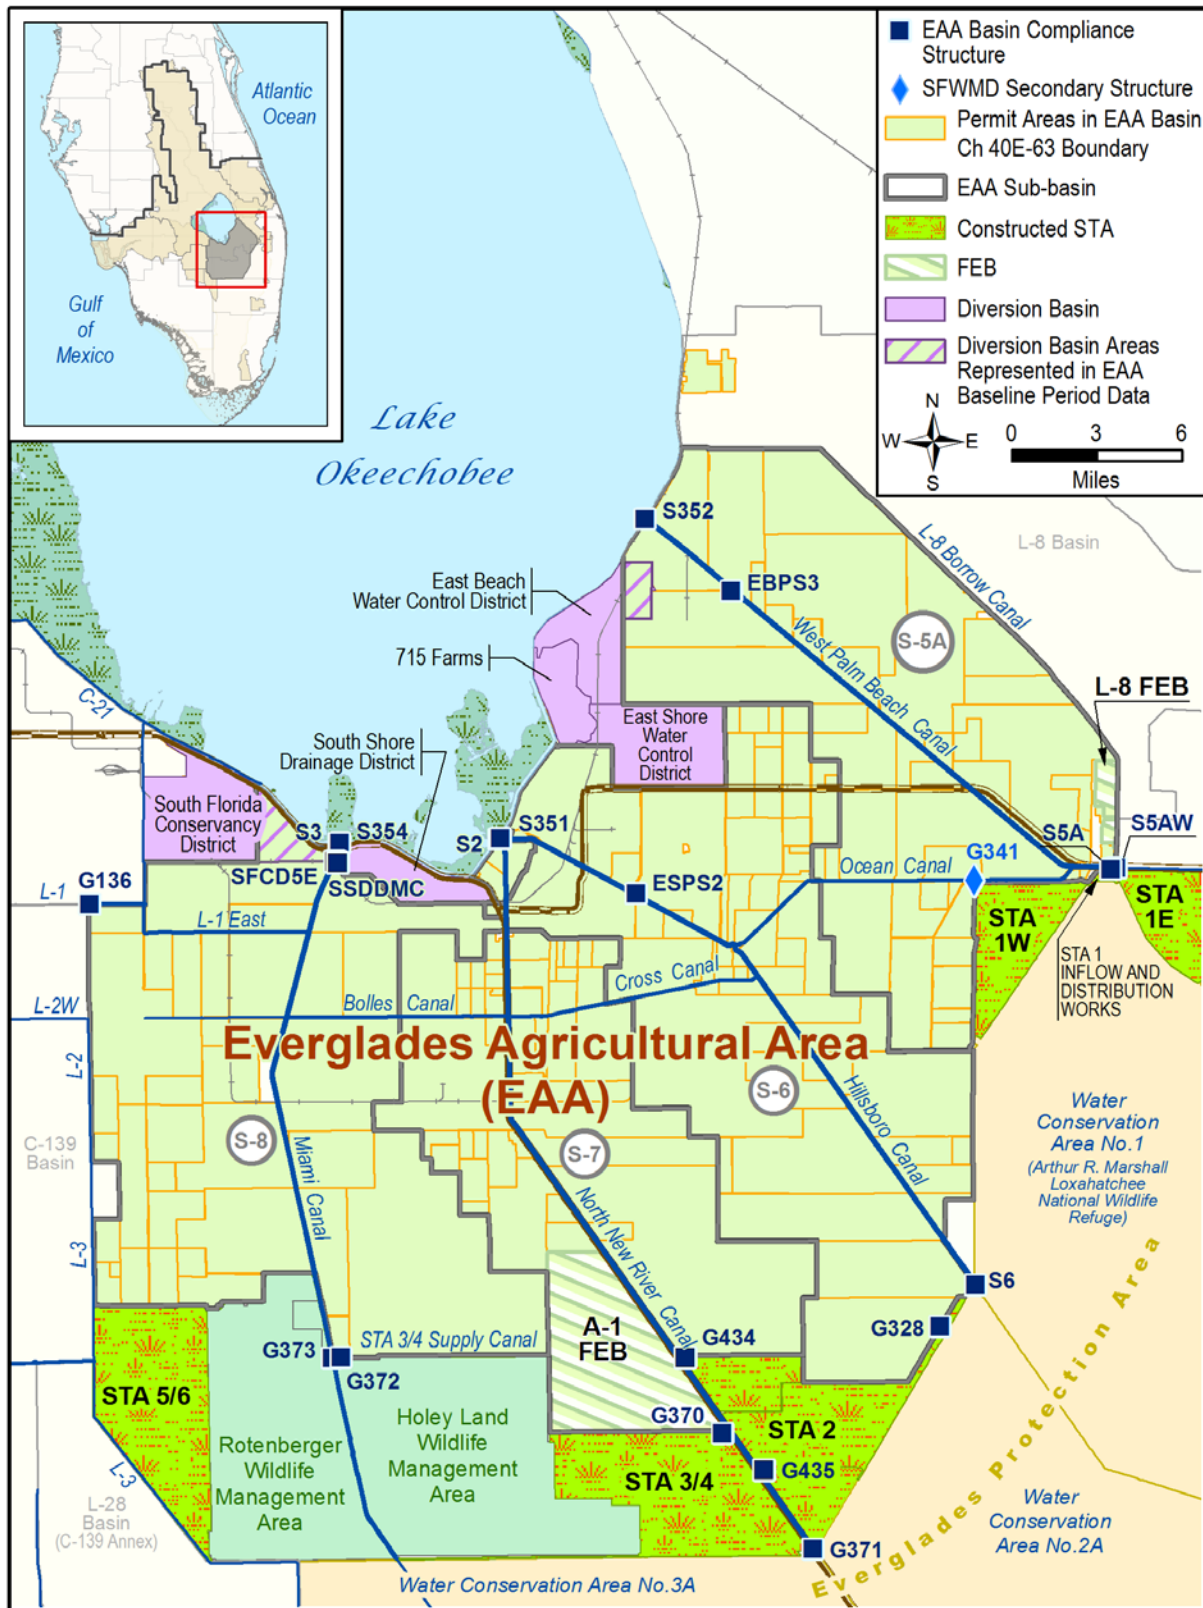 Atlantic
Ocean
Gulf
of
Mexico
EAA Basin Compliance
Structure
SFWMD Secondary Structure
Permit Areas in EAA Basin
Ch 40E-63 Boundary
EAA Sub-basin
Constructed STA
FEB
Diversion Basin
Diversion Basin Areas
Represented in EAA
Baseline Period Data
N
W
E
S
0 3 6
Miles
Lake
Okeechobee
S352
L-8 Borrow Canal
L-8 Basin
East Beach
Water Control District
EBPS3
West Palm Beach Canal
S-5A
715 Farms
L-8 FEB
C-21
South Shore
Drainage District
East Shore
Water
Control
District
South Florida
Conservancy
District
S3
S354
S2
S351
S5A
S5AW
SFCD5E
SSDDMC
Ocean Canal
G341
L-1
G136
ESPS2
L-1 East
STA
1W
STA
1E
STA 1
INFLOW AND
DISTRIBUTION
WORKS
Cross Canal
L-2W
Bolles Canal
Everglades Agricultural Area
(EAA)
L-2
S-6
Hillsboro Canal
Water
Conservation
Area No.1
(Arthur R. Marshall
Loxahatchee
National Wildlife
Refuge)
C-139
Basin
S-8
Miami Canal
S-7
North New River Canal
L-3
S6
G328
A-1
FEB
G434
STA 3/4 Supply Canal
G373
G372
STA 5/6
Holey Land
Wildlife
Management
Area
Rotenberger
Wildlife
Management
Area
G370
STA 2
G435
STA 3/4
L-3
L-28
Basin
(C-139 Annex)
Everglades Protection Area
Water
Conservation
Area No.2A
G371
Water Conservation Area No.3A